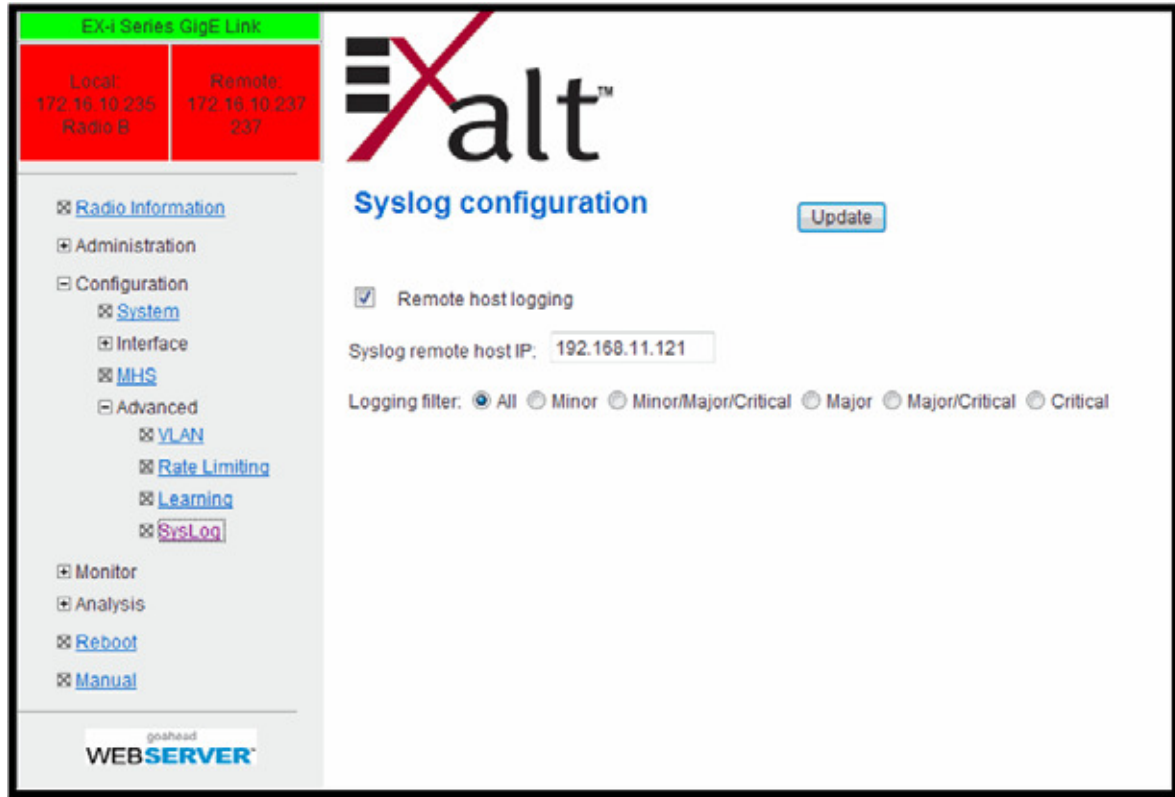 EX-i Series GigE Link
Local:
172.16.10.235
Radio B
Remote:
172.16.10.237
237
EXalt™
Syslog configuration
Update
Radio Information
Administration
Configuration
System
Interface
MHS
Advanced
VLAN
Rate Limiting
Learning
SysLog
Monitor
Analysis
Reboot
Manual
goahead
WEBSERVER™
Remote host logging
Syslog remote host IP: 192.168.11.121
Logging filter: All Minor Minor/Major/Critical Major Major/Critical Critical